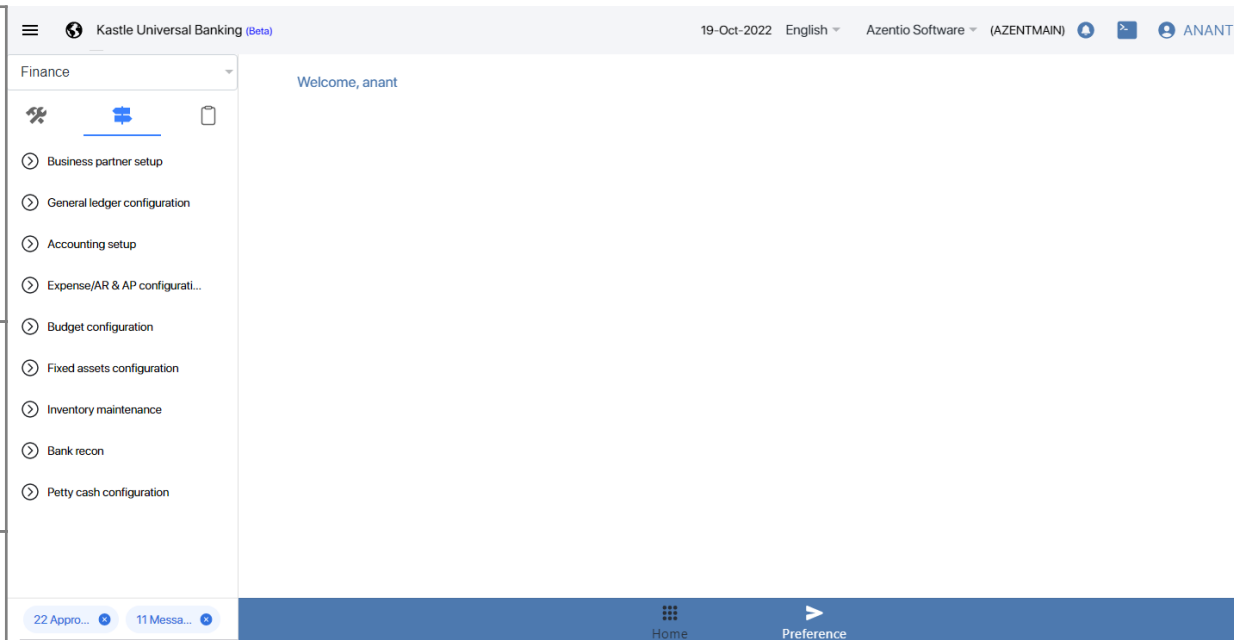 Kastle Universal Banking (Beta)
19-Oct-2022 English Azentio Software (AZENTMAIN) ANANT
Finance
Welcome, anant
Business partner setup
General ledger configuration
Accounting setup
Expense/AR & AP configurati...
Budget configuration
Fixed assets configuration
Inventory maintenance
Bank recon
Petty cash configuration
22 Appro... 11 Messa...
Home Preference